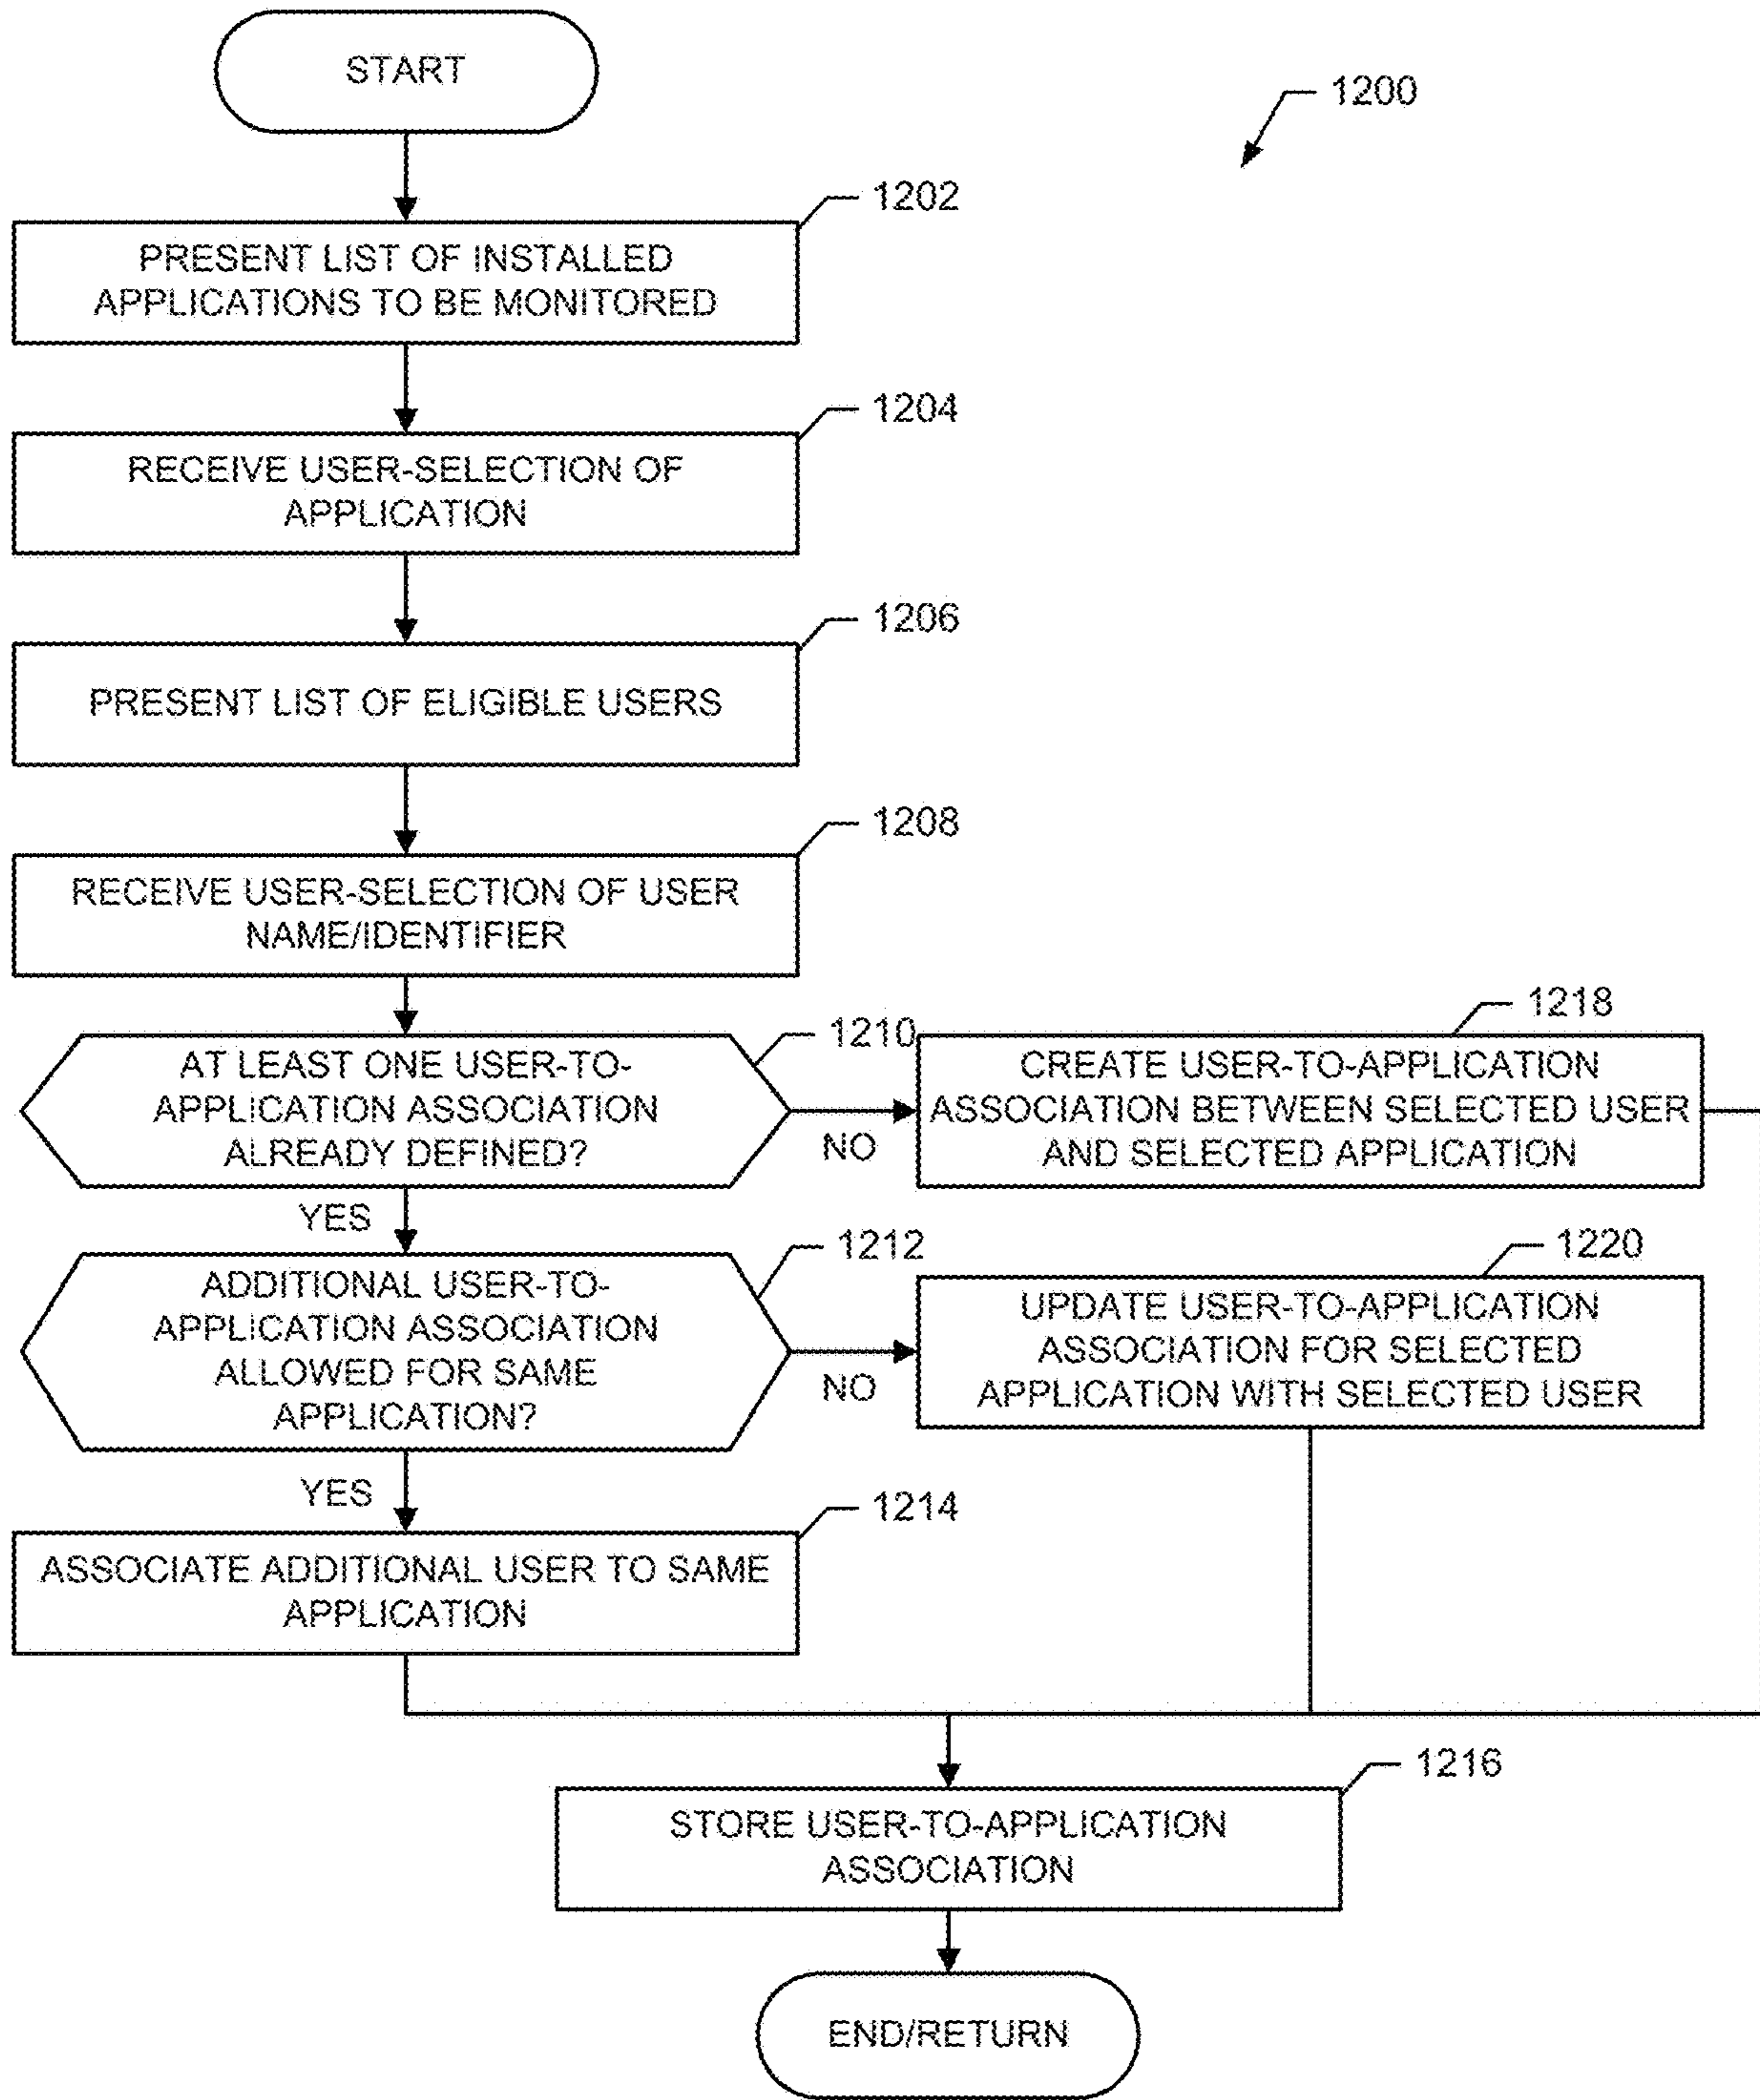 START
1200
1202
PRESENT LIST OF INSTALLED
APPLICATIONS TO BE MONITORED
1204
RECEIVE USER-SELECTION OF
APPLICATION
1206
PRESENT LIST OF ELIGIBLE USERS
1208
RECEIVE USER-SELECTION OF USER
NAME/IDENTIFIER
1210
AT LEAST ONE USER-TO-
APPLICATION ASSOCIATION
ALREADY DEFINED?
NO
1218
CREATE USER-TO-APPLICATION
ASSOCIATION BETWEEN SELECTED USER
AND SELECTED APPLICATION
YES
1212
ADDITIONAL USER-TO-
APPLICATION ASSOCIATION
ALLOWED FOR SAME
APPLICATION?
NO
1220
UPDATE USER-TO-APPLICATION
ASSOCIATION FOR SELECTED
APPLICATION WITH SELECTED USER
YES
1214
ASSOCIATE ADDITIONAL USER TO SAME
APPLICATION
1216
STORE USER-TO-APPLICATION
ASSOCIATION
END/RETURN